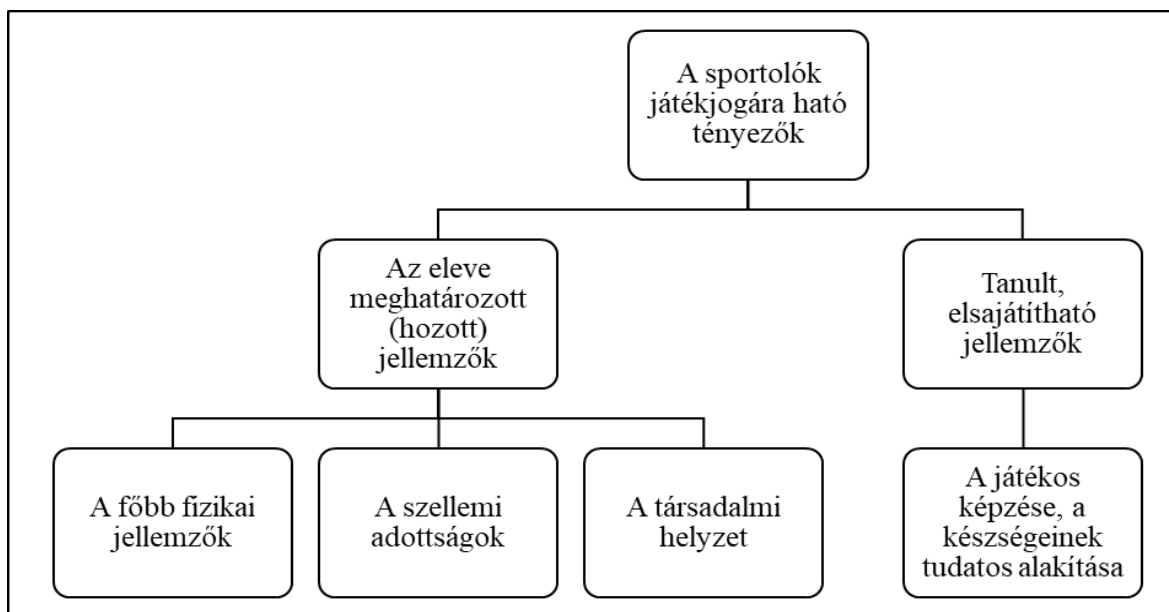 A sportolók
játékjogára ható
tényezők
Az eleve
meghatározott
(hozott)
jellemzők
Tanult,
elsajátítható
jellemzők
A főbb fizikai
jellemzők
A szellemi
adottságok
A társadalmi
helyzet
A játékos
képzése, a
készségeinek
tudatos alakítása